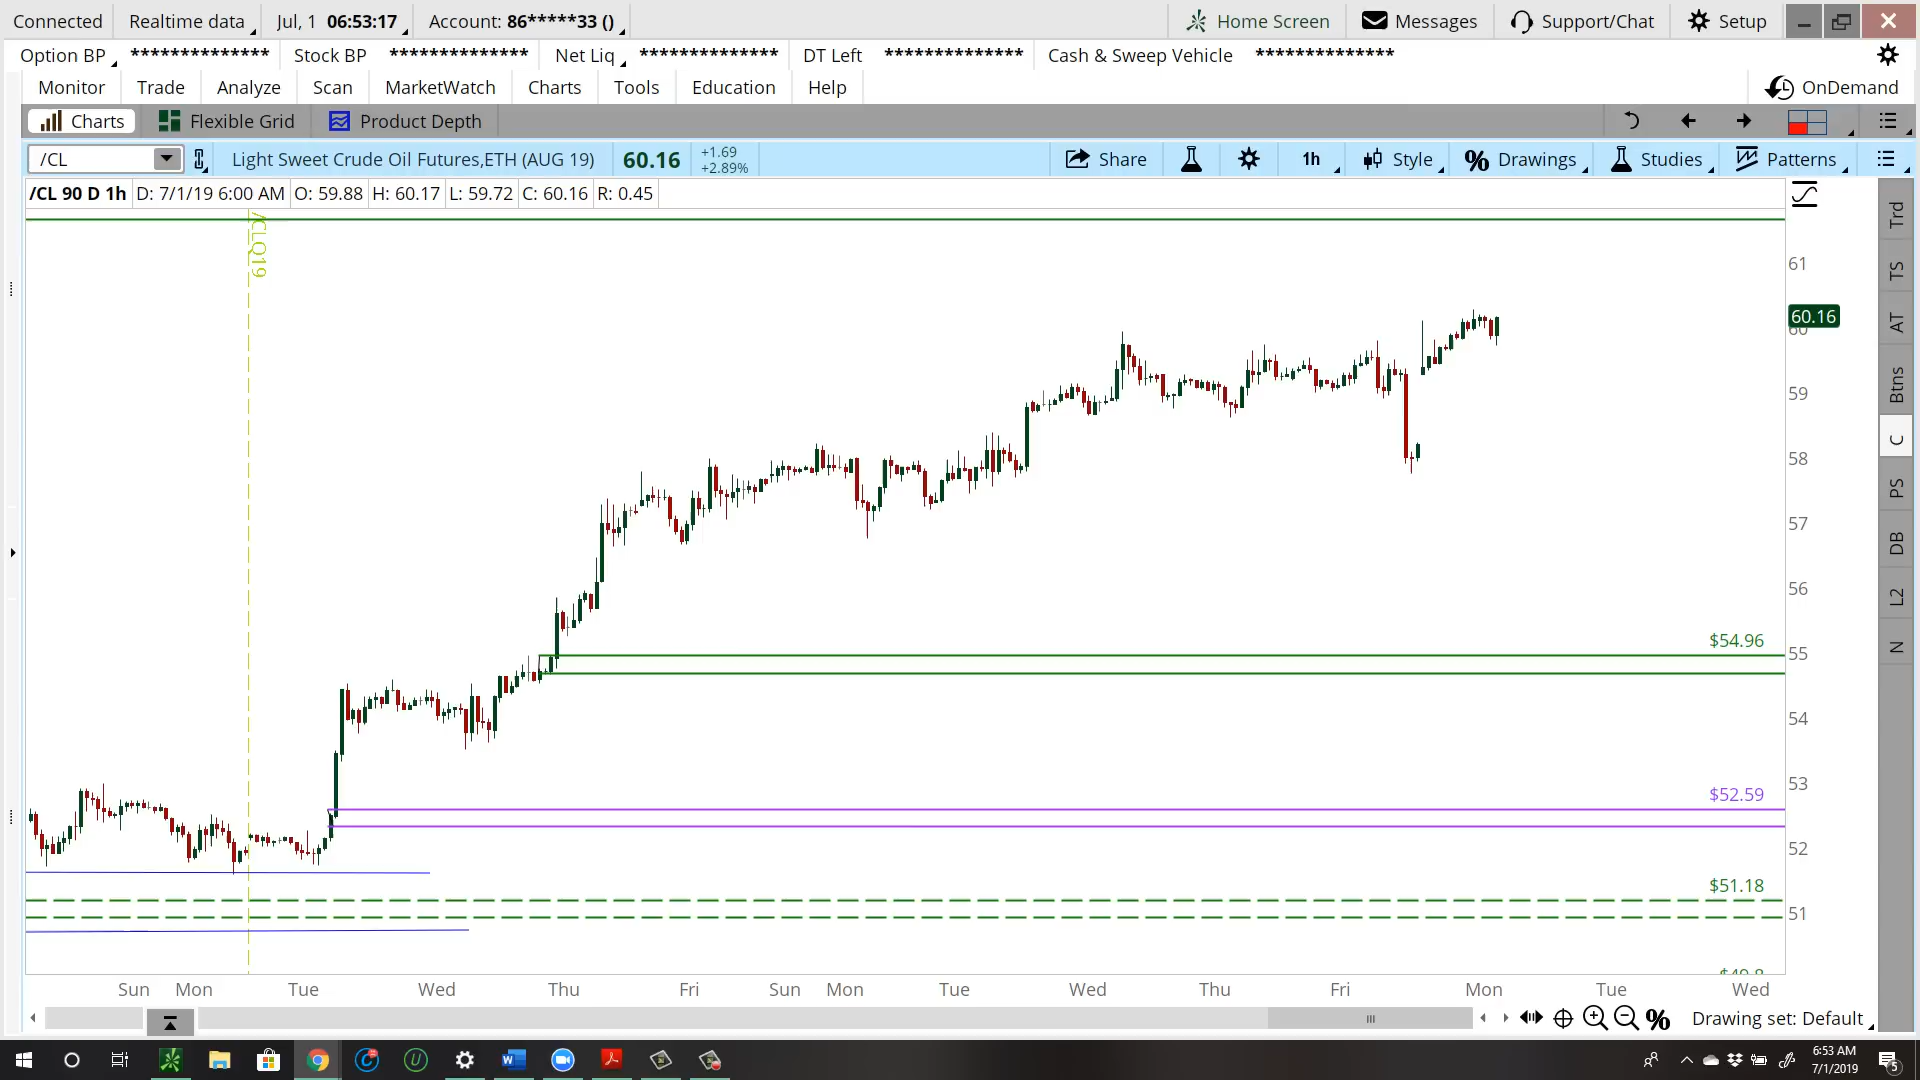 Connected Realtime data Jul, 1 06:53:17 Account: 86*****33 () Home Screen Messages Support/Chat Setup
Option BP ************** Stock BP ************** Net Liq ************** DT Left ************** Cash & Sweep Vehicle **************
Monitor Trade Analyze Scan MarketWatch Charts Tools Education Help OnDemand
Charts Flexible Grid Product Depth
/CL Light Sweet Crude Oil Futures,ETH (AUG 19) 60.16 +1.69 +2.89% Share 1h Style Drawings Studies Patterns
/CL 90 D 1h D: 7/1/19 6:00 AM O: 59.88 H: 60.17 L: 59.72 C: 60.16 R: 0.45
/CLQ19
61
60.16
60
59
58
57
56
$54.96
55
54
53
$52.59
52
$51.18
51
Sun Mon Tue Wed Thu Fri Sun Mon Tue Wed Thu Fri Mon Tue Wed
Drawing set: Default
Trd
TS
AT
Btns
C
PS
DB
L2
N
6:53 AM
7/1/2019
5